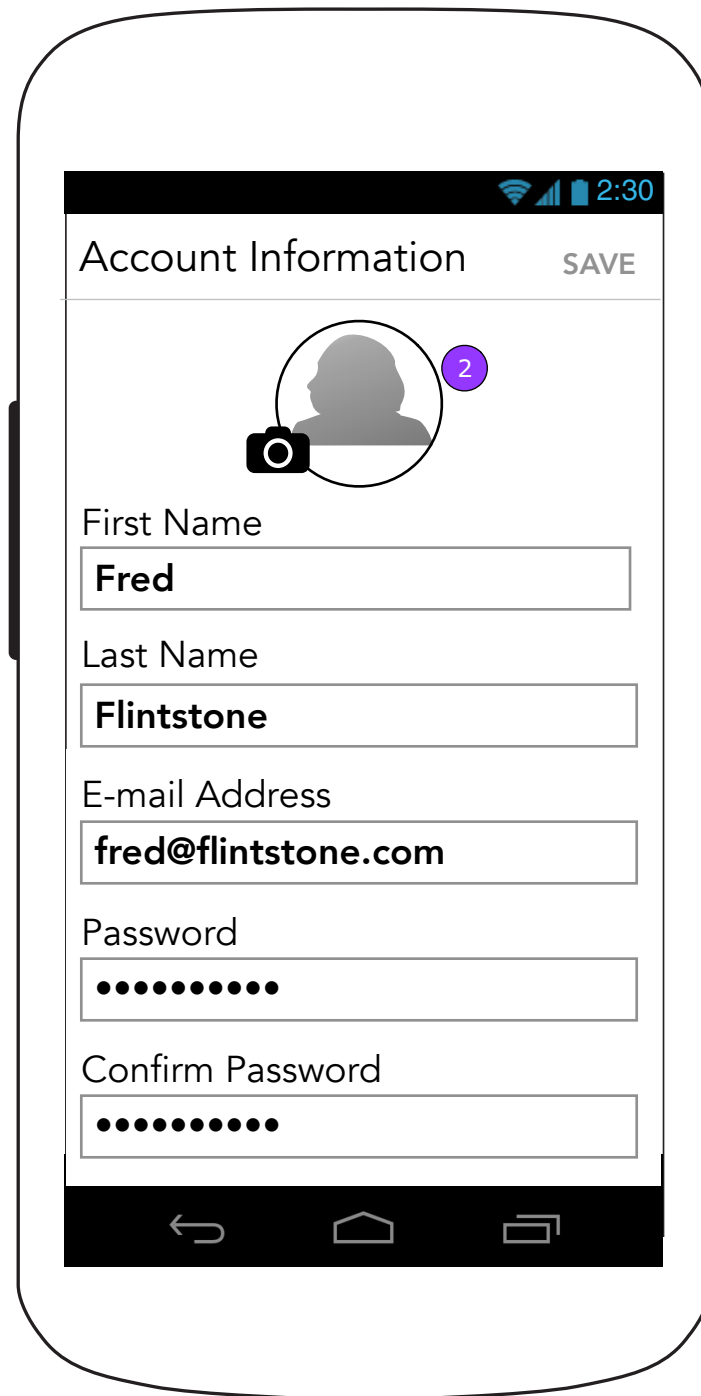 2:30
Account Information
SAVE
2
First Name
Fred
Last Name
Flintstone
E-mail Address
fred@flintstone.com
Password
••••••••••
Confirm Password
••••••••••